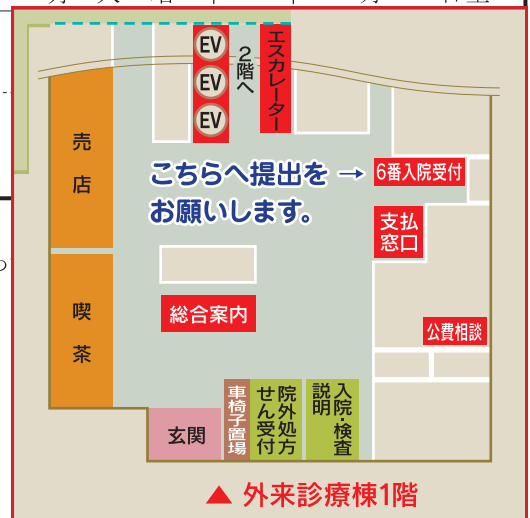 EV
EV
EV
2階へ
エスカレーター
売店
こちらへ提出を →
お願いします。
6番入院受付
支払
窓口
総合案内
公費相談
喫茶
玄関
車椅子置場
院外処方
せん受付
入院・検査
説明
▲ 外来診療棟1階